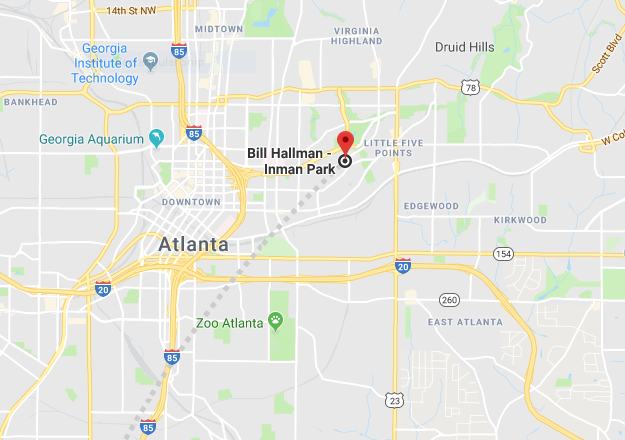 14th St NW
MIDTOWN
VIRGINIA
HIGHLAND
Druid Hills
Scott Blvd
85
Georgia
Institute of
Technology
78
BANKHEAD
Georgia Aquarium
85
W Co
Bill Hallman -
Inman Park
LITTLE FIVE
POINTS
DOWNTOWN
EDGEWOOD
KIRKWOOD
Atlanta
154
20
20
260
Zoo Atlanta
EAST ATLANTA
85
23
85